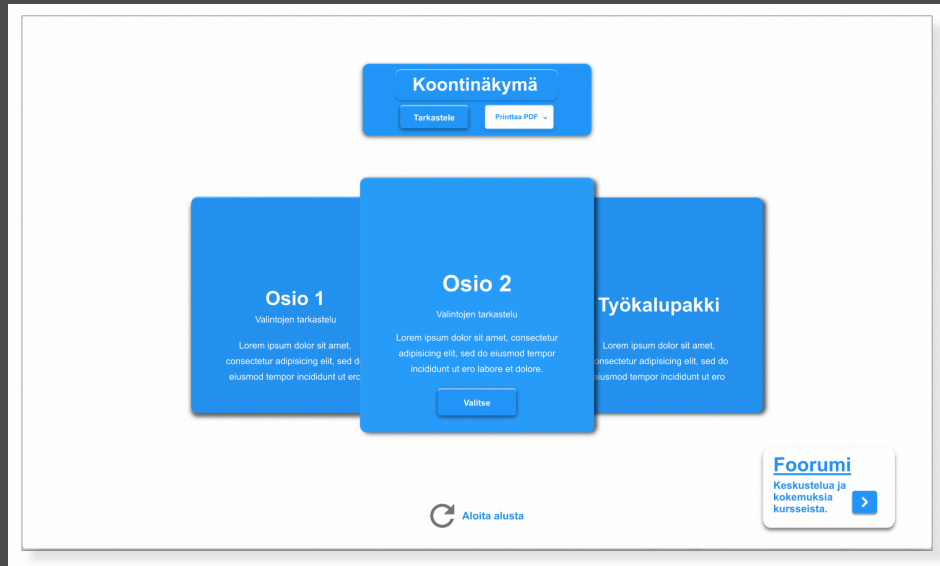 Koontinäkymä
Tarkastele
Printtaa PDF
Osio 1
Valintojen tarkastelu
Lorem ipsum dolor sit amet,
consectetur adipisicing elit, sed d
eiusmod tempor incididunt ut ero
Osio 2
Valintojen tarkastelu
Lorem ipsum dolor sit amet, consectetur
adipisicing elit, sed do eiusmod tempor
incididunt ut ero labore et dolore.
Valitse
Työkalupakki
Lorem ipsum dolor sit amet,
onsectetur adipisicing elit, sed do
eiusmod tempor incididunt ut ero
Foorumi
Keskustelua ja
kokemuksia
kursseista.
Aloita alusta